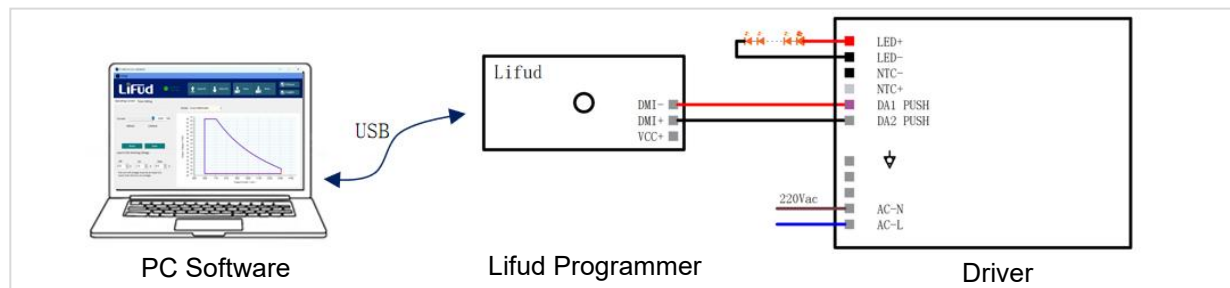 LiFUD
USB
Lifud
DMI-
DMI+
VCC+
LED+
LED-
NTC-
NTC+
DA1 PUSH
DA2 PUSH
220Vac
AC-N
AC-L
PC Software
Lifud Programmer
Driver